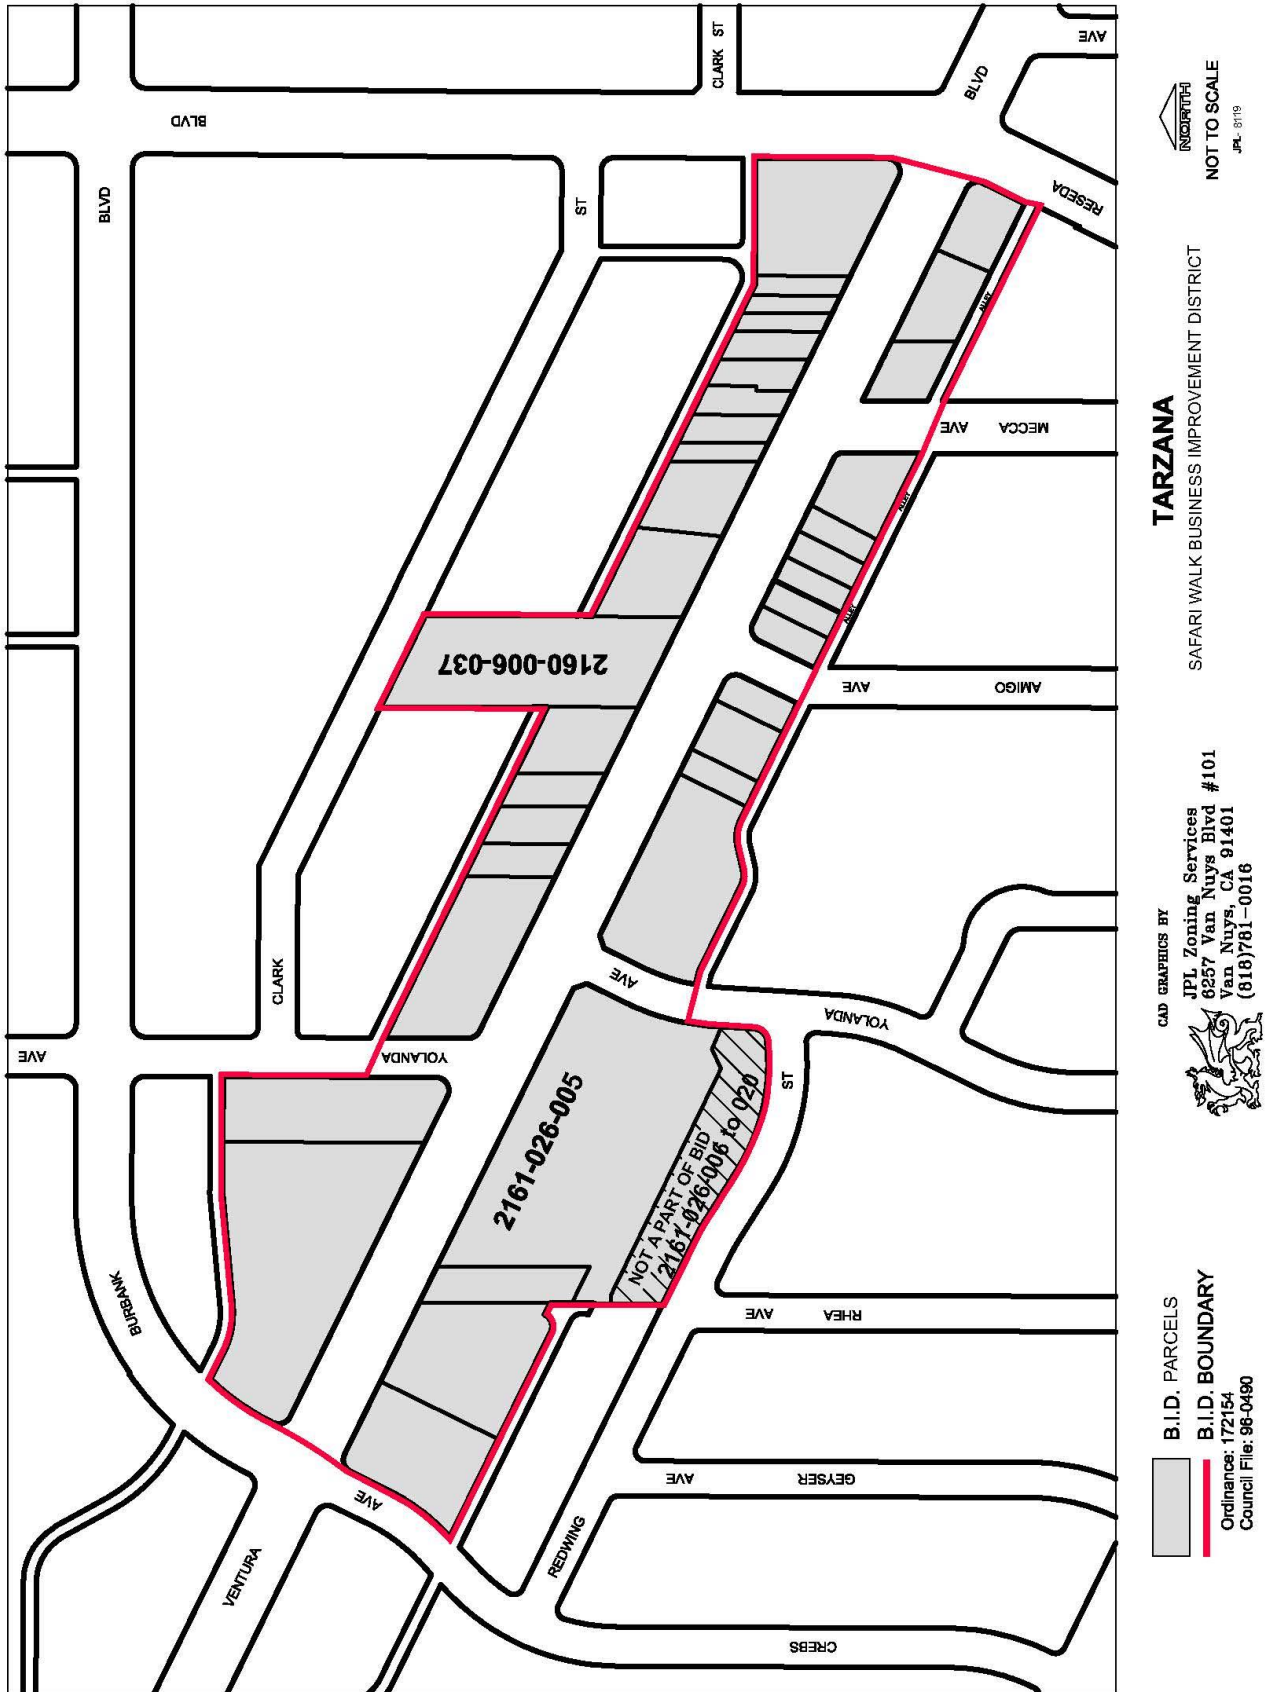 AVE
BLVD
BLVD
CLARK ST
BLVD
AVE
RESEDA
ST
BURBANK
CLARK
2160-006-037
ALLEY
AVE
MECCA
ALLEY
ALLEY
AVE
AMIGO
YOLANDA
AVE
YOLANDA
ST
2161-026-005
NOT A PART OF BID
2161-026-006 to 020
AVE
RHEA
AVE
GEYSER
AVE
VENTURA
REDWING
CREBS
B.I.D. PARCELS
B.I.D. BOUNDARY
Ordinance: 172154
Council File: 96-0490
CAD GRAPHICS BY
JPL Zoning Services
6257 Van Nuys Blvd #101
Van Nuys, CA 91401
(818)781-0016
TARZANA
SAFARI WALK BUSINESS IMPROVEMENT DISTRICT
NORTH
NOT TO SCALE
JPL- 8119